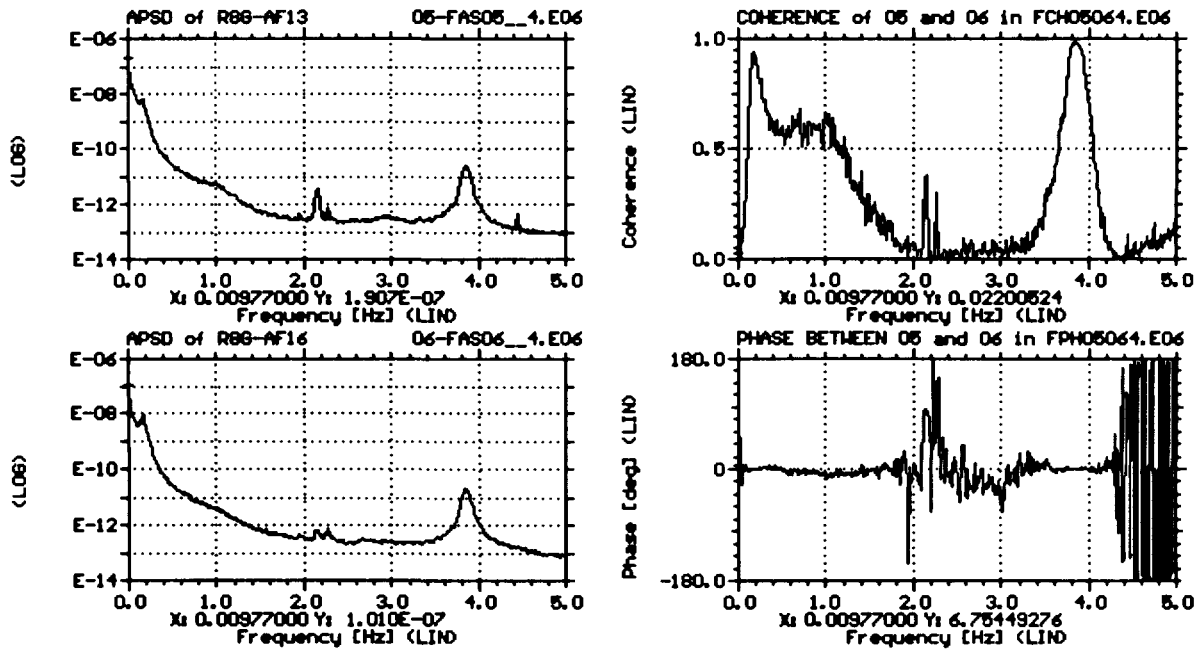 APSD of R8G-AF13 05-FAS05__4.E06
E-06
E-08
E-10
E-12
E-14
(LOG)
0.0 1.0 2.0 3.0 4.0 5.0
X: 0.00977000 Y: 1.907E-07
Frequency [Hz] (LIN)
COHERENCE of 05 and 06 in FCH05064.E06
1.0
0.5
0.0
Coherence (LIN)
0.0 1.0 2.0 3.0 4.0 5.0
X: 0.00977000 Y: 0.02200524
Frequency [Hz] (LIN)
APSD of R8G-AF16 06-FAS06__4.E06
E-06
E-08
E-10
E-12
E-14
(LOG)
0.0 1.0 2.0 3.0 4.0 5.0
X: 0.00977000 Y: 1.010E-07
Frequency [Hz] (LIN)
PHASE BETWEEN 05 and 06 in FPH05064.E06
180.0
0
-180.0
Phase [deg] (LIN)
0.0 1.0 2.0 3.0 4.0 5.0
X: 0.00977000 Y: 6.75449276
Frequency [Hz] (LIN)